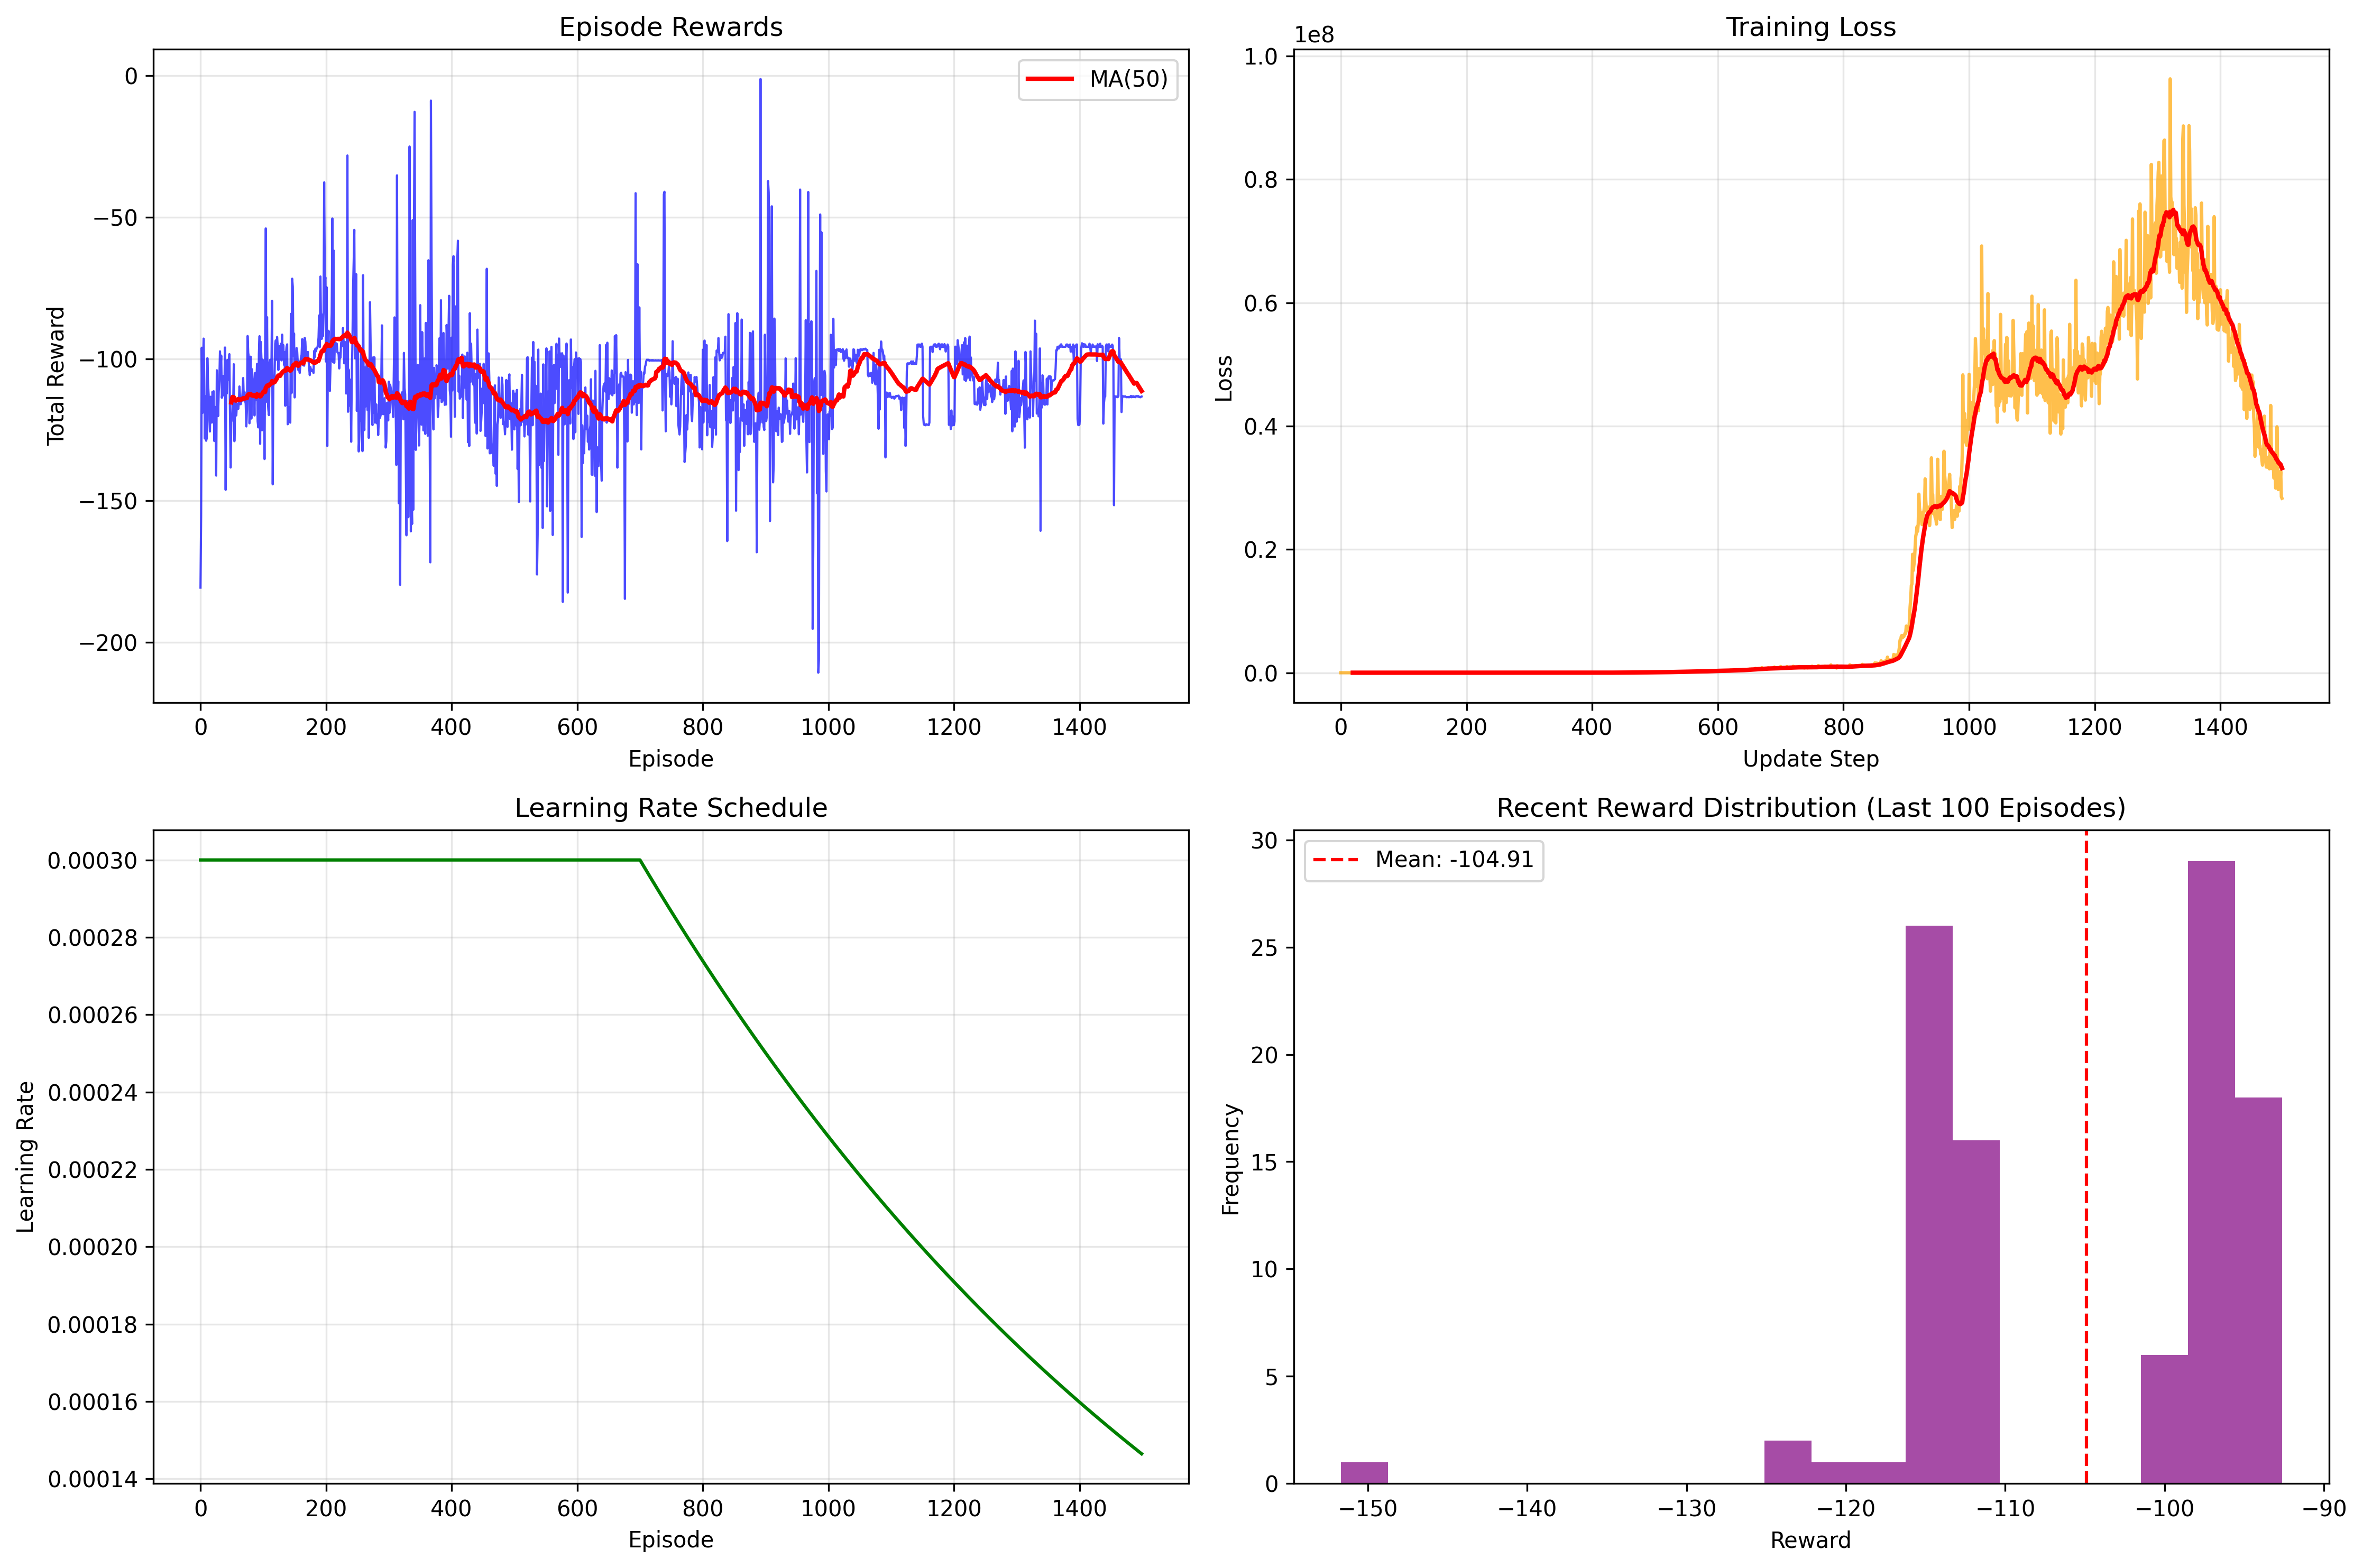 Episode Rewards
Total Reward
0
−50
−100
−150
−200
MA(50)
0 200 400 600 800 1000 1200 1400
Episode
Training Loss
1e8
Loss
1.0
0.8
0.6
0.4
0.2
0.0
0 200 400 600 800 1000 1200 1400
Update Step
Learning Rate Schedule
Learning Rate
0.00030
0.00028
0.00026
0.00024
0.00022
0.00020
0.00018
0.00016
0.00014
0 200 400 600 800 1000 1200 1400
Episode
Recent Reward Distribution (Last 100 Episodes)
Frequency
30
25
20
15
10
5
0
Mean: -104.91
−150 −140 −130 −120 −110 −100 −90
Reward